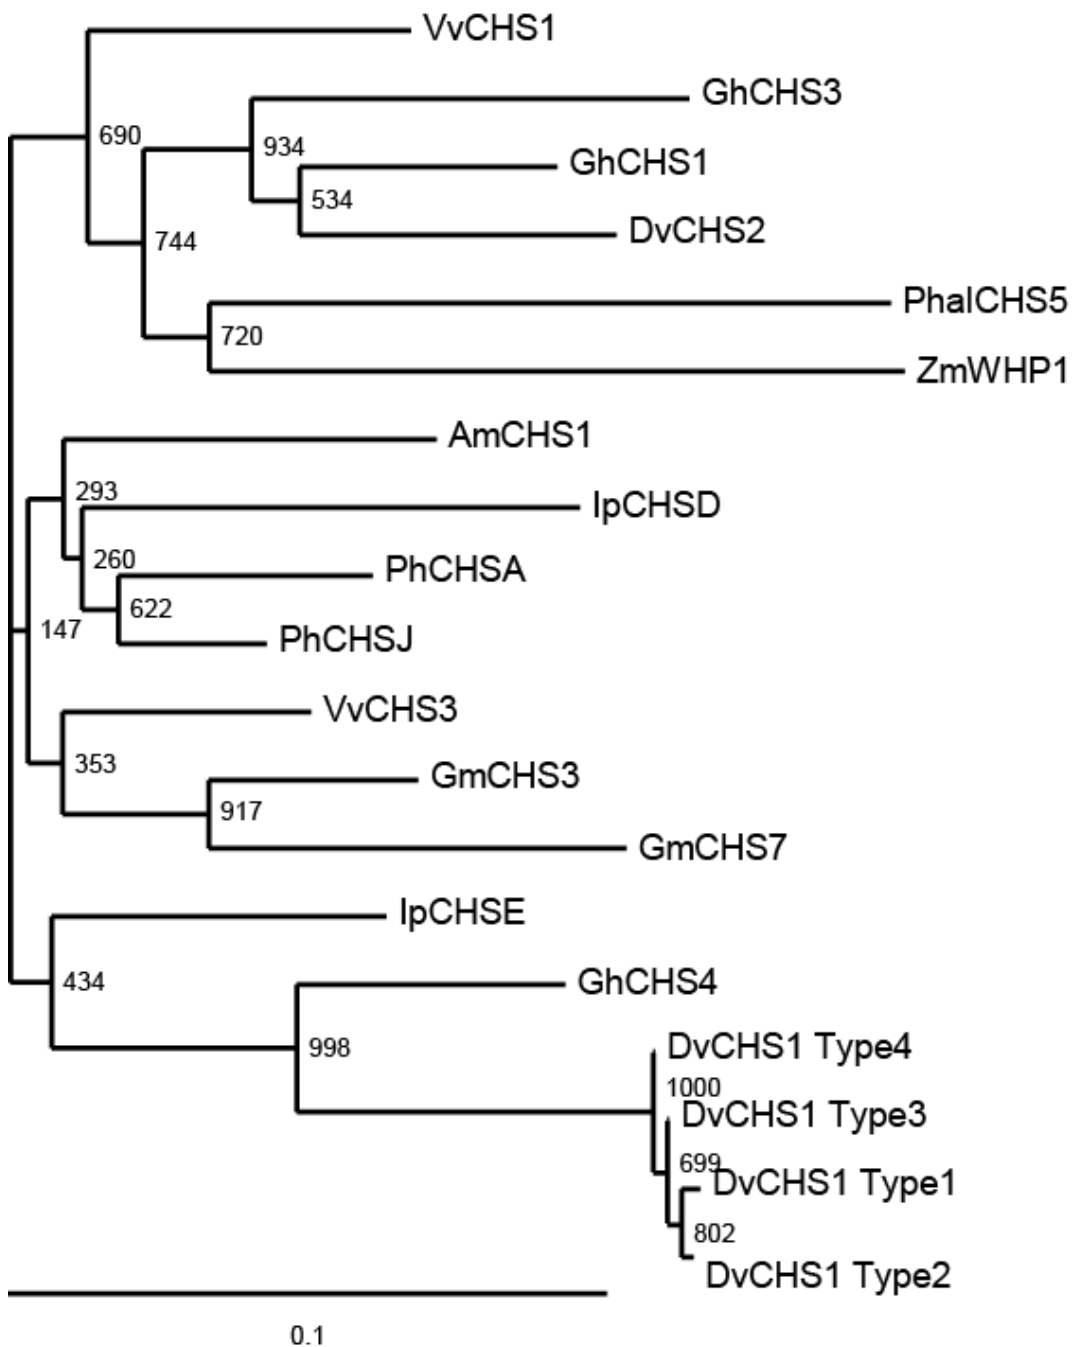 VvCHS1
GhCHS3
690
934
GhCHS1
534
DvCHS2
744
PhalCHS5
720
ZmWHP1
AmCHS1
293
IpCHSD
260
PhCHSA
622
147
PhCHSJ
VvCHS3
353
GmCHS3
917
GmCHS7
IpCHSE
434
GhCHS4
998
DvCHS1 Type4
1000
DvCHS1 Type3
699
DvCHS1 Type1
802
DvCHS1 Type2
0.1